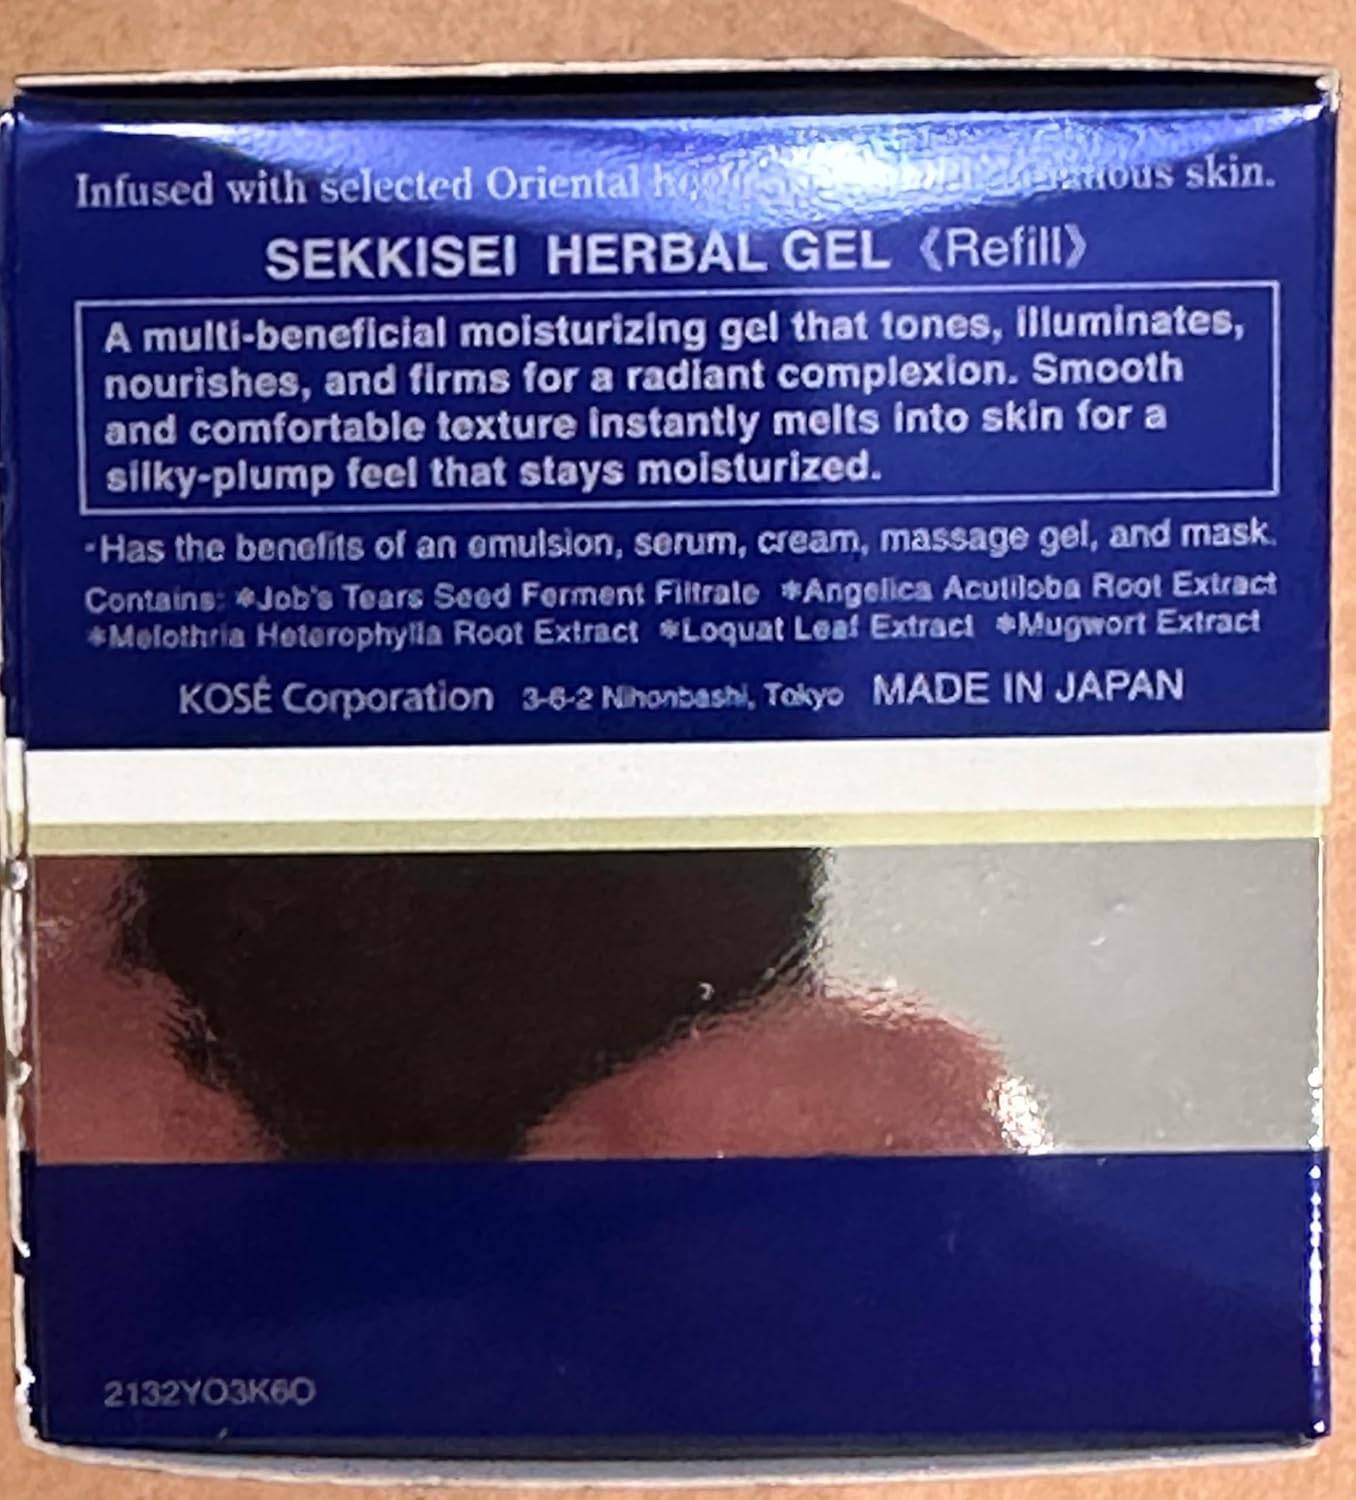 Infused with selected Oriental skin.
SEKKISEI HERBAL GEL 《Refill》
A multi-beneficial moisturizing gel that tones, illuminates,
nourishes, and firms for a radiant complexion. Smooth
and comfortable texture instantly melts into skin for a
silky-plump feel that stays moisturized.
·Has the benefits of an emulsion, serum, cream, massage gel, and mask.
Contains: *Job's Tears Seed Ferment Filtrate *Angelica Acutiloba Root Extract
*Melothria Heterophylla Root Extract *Loquat Leaf Extract *Mugwort Extract
KOSÉ Corporation 3-6-2 Nihonbashi, Tokyo MADE IN JAPAN
2132YO3K6O